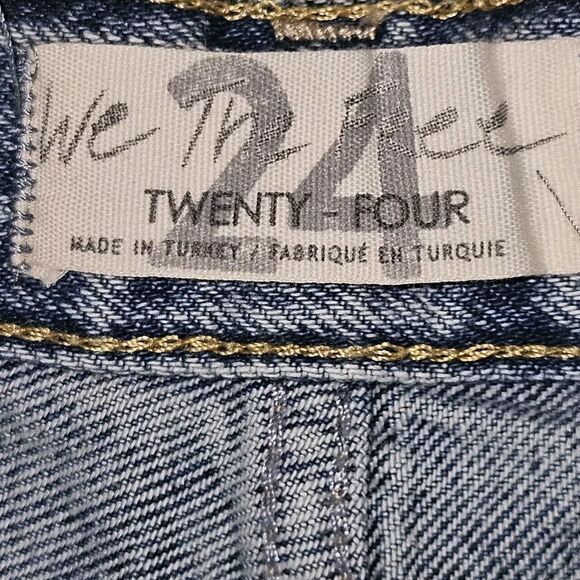 We The Free
24
TWENTY - FOUR
MADE IN TURKEY / FABRIQUÉ EN TURQUIE